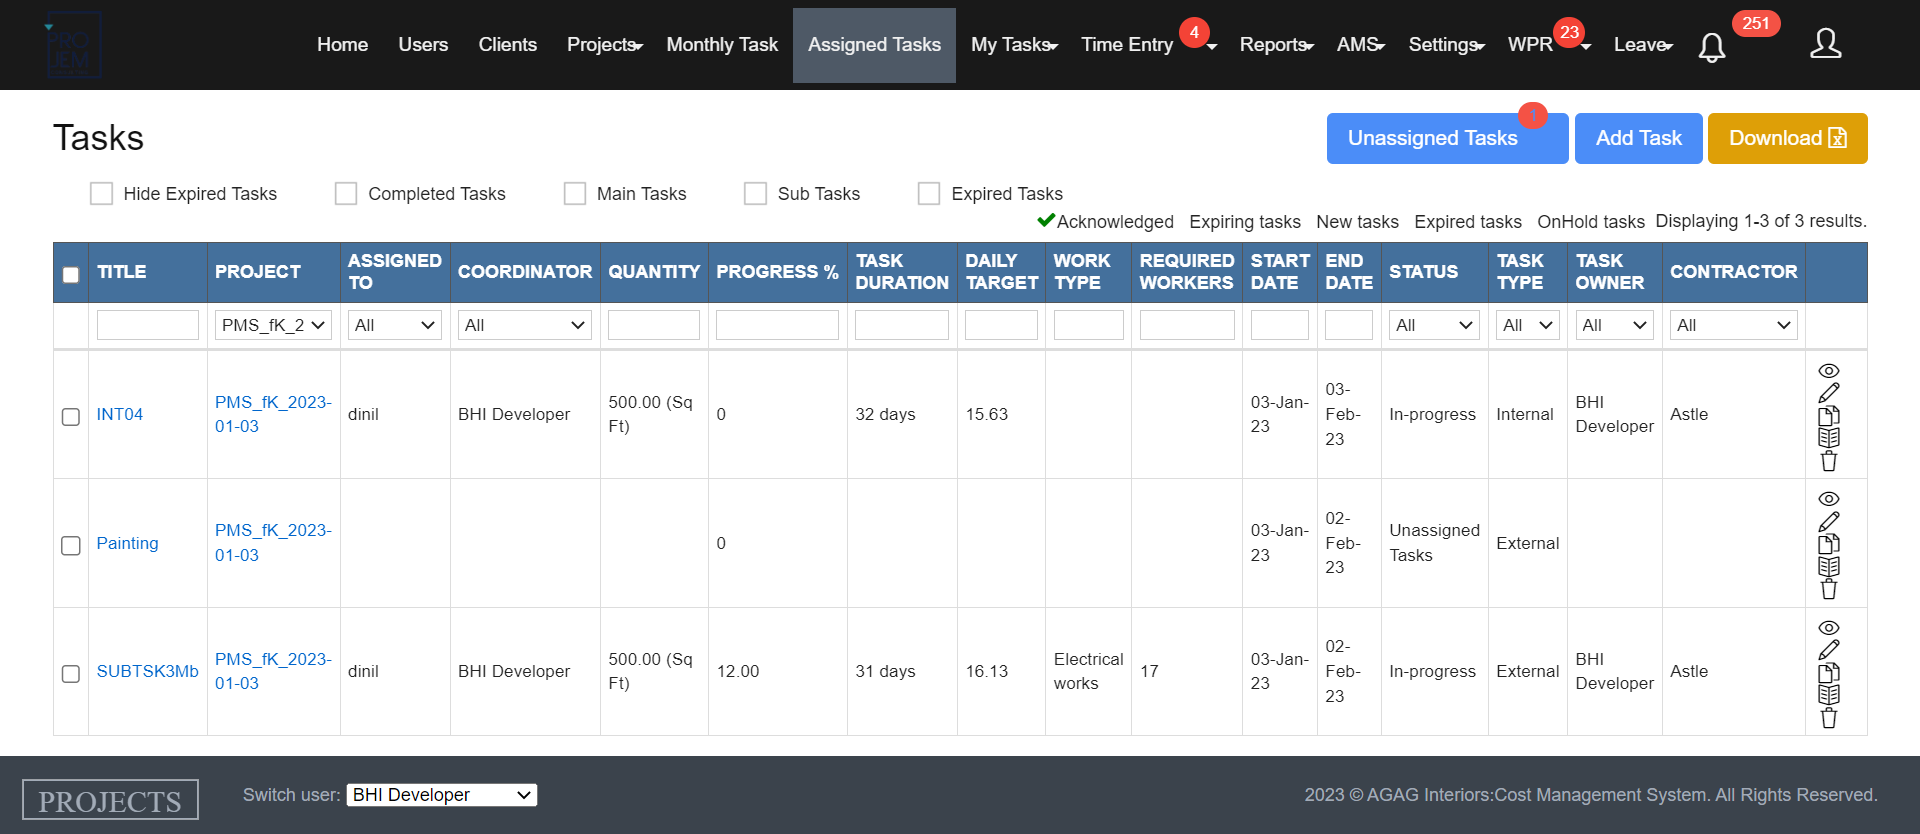 PRO
JEM
Home Users Clients Projects Monthly Task Assigned Tasks My Tasks Time Entry 4 Reports AMS Settings WPR 23 Leave 251
Tasks
Unassigned Tasks 1 Add Task Download
Hide Expired Tasks Completed Tasks Main Tasks Sub Tasks Expired Tasks
Acknowledged Expiring tasks New tasks Expired tasks OnHold tasks Displaying 1-3 of 3 results.
TITLE PROJECT ASSIGNED TO COORDINATOR QUANTITY PROGRESS % TASK DURATION DAILY TARGET WORK TYPE REQUIRED WORKERS START DATE END DATE STATUS TASK TYPE TASK OWNER CONTRACTOR
PMS_fK_2 All All All All All All
INT04 PMS_fK_2023-01-03 dinil BHI Developer 500.00 (Sq Ft) 0 32 days 15.63 03-Jan-23 03-Feb-23 In-progress Internal BHI Developer Astle
Painting PMS_fK_2023-01-03 0 03-Jan-23 02-Feb-23 Unassigned Tasks External
SUBTSK3Mb PMS_fK_2023-01-03 dinil BHI Developer 500.00 (Sq Ft) 12.00 31 days 16.13 Electrical works 17 03-Jan-23 02-Feb-23 In-progress External BHI Developer Astle
PROJECTS Switch user: BHI Developer 2023 © AGAG Interiors:Cost Management System. All Rights Reserved.